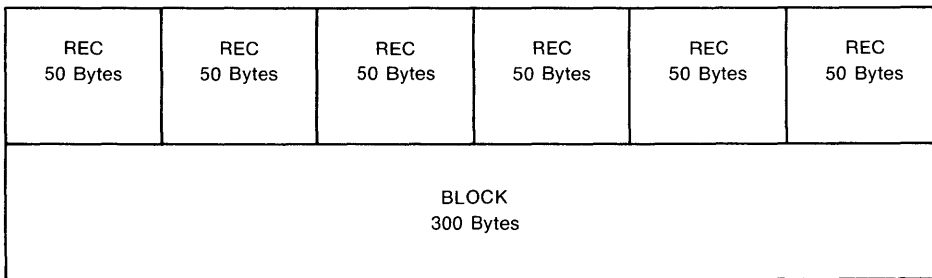 REC REC REC REC REC REC
50 Bytes 50 Bytes 50 Bytes 50 Bytes 50 Bytes 50 Bytes
BLOCK
300 Bytes